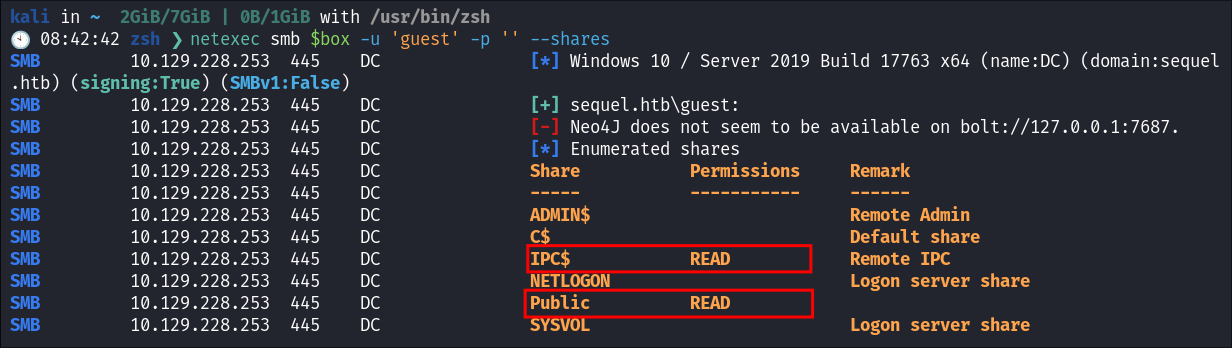 kali in ~  2GiB/7GiB | 0B/1GiB with /usr/bin/zsh
08:42:42 zsh ❯ netexec smb $box -u 'guest' -p '' --shares
SMB         10.129.228.253  445    DC               [*] Windows 10 / Server 2019 Build 17763 x64 (name:DC) (domain:sequel
.htb) (signing:True) (SMBv1:False)
SMB         10.129.228.253  445    DC               [+] sequel.htb\guest:
SMB         10.129.228.253  445    DC               [-] Neo4J does not seem to be available on bolt://127.0.0.1:7687.
SMB         10.129.228.253  445    DC               [*] Enumerated shares
SMB         10.129.228.253  445    DC               Share           Permissions     Remark
SMB         10.129.228.253  445    DC               -----           -----------     ------
SMB         10.129.228.253  445    DC               ADMIN$                          Remote Admin
SMB         10.129.228.253  445    DC               C$                              Default share
SMB         10.129.228.253  445    DC               IPC$            READ            Remote IPC
SMB         10.129.228.253  445    DC               NETLOGON                        Logon server share
SMB         10.129.228.253  445    DC               Public          READ
SMB         10.129.228.253  445    DC               SYSVOL                          Logon server share